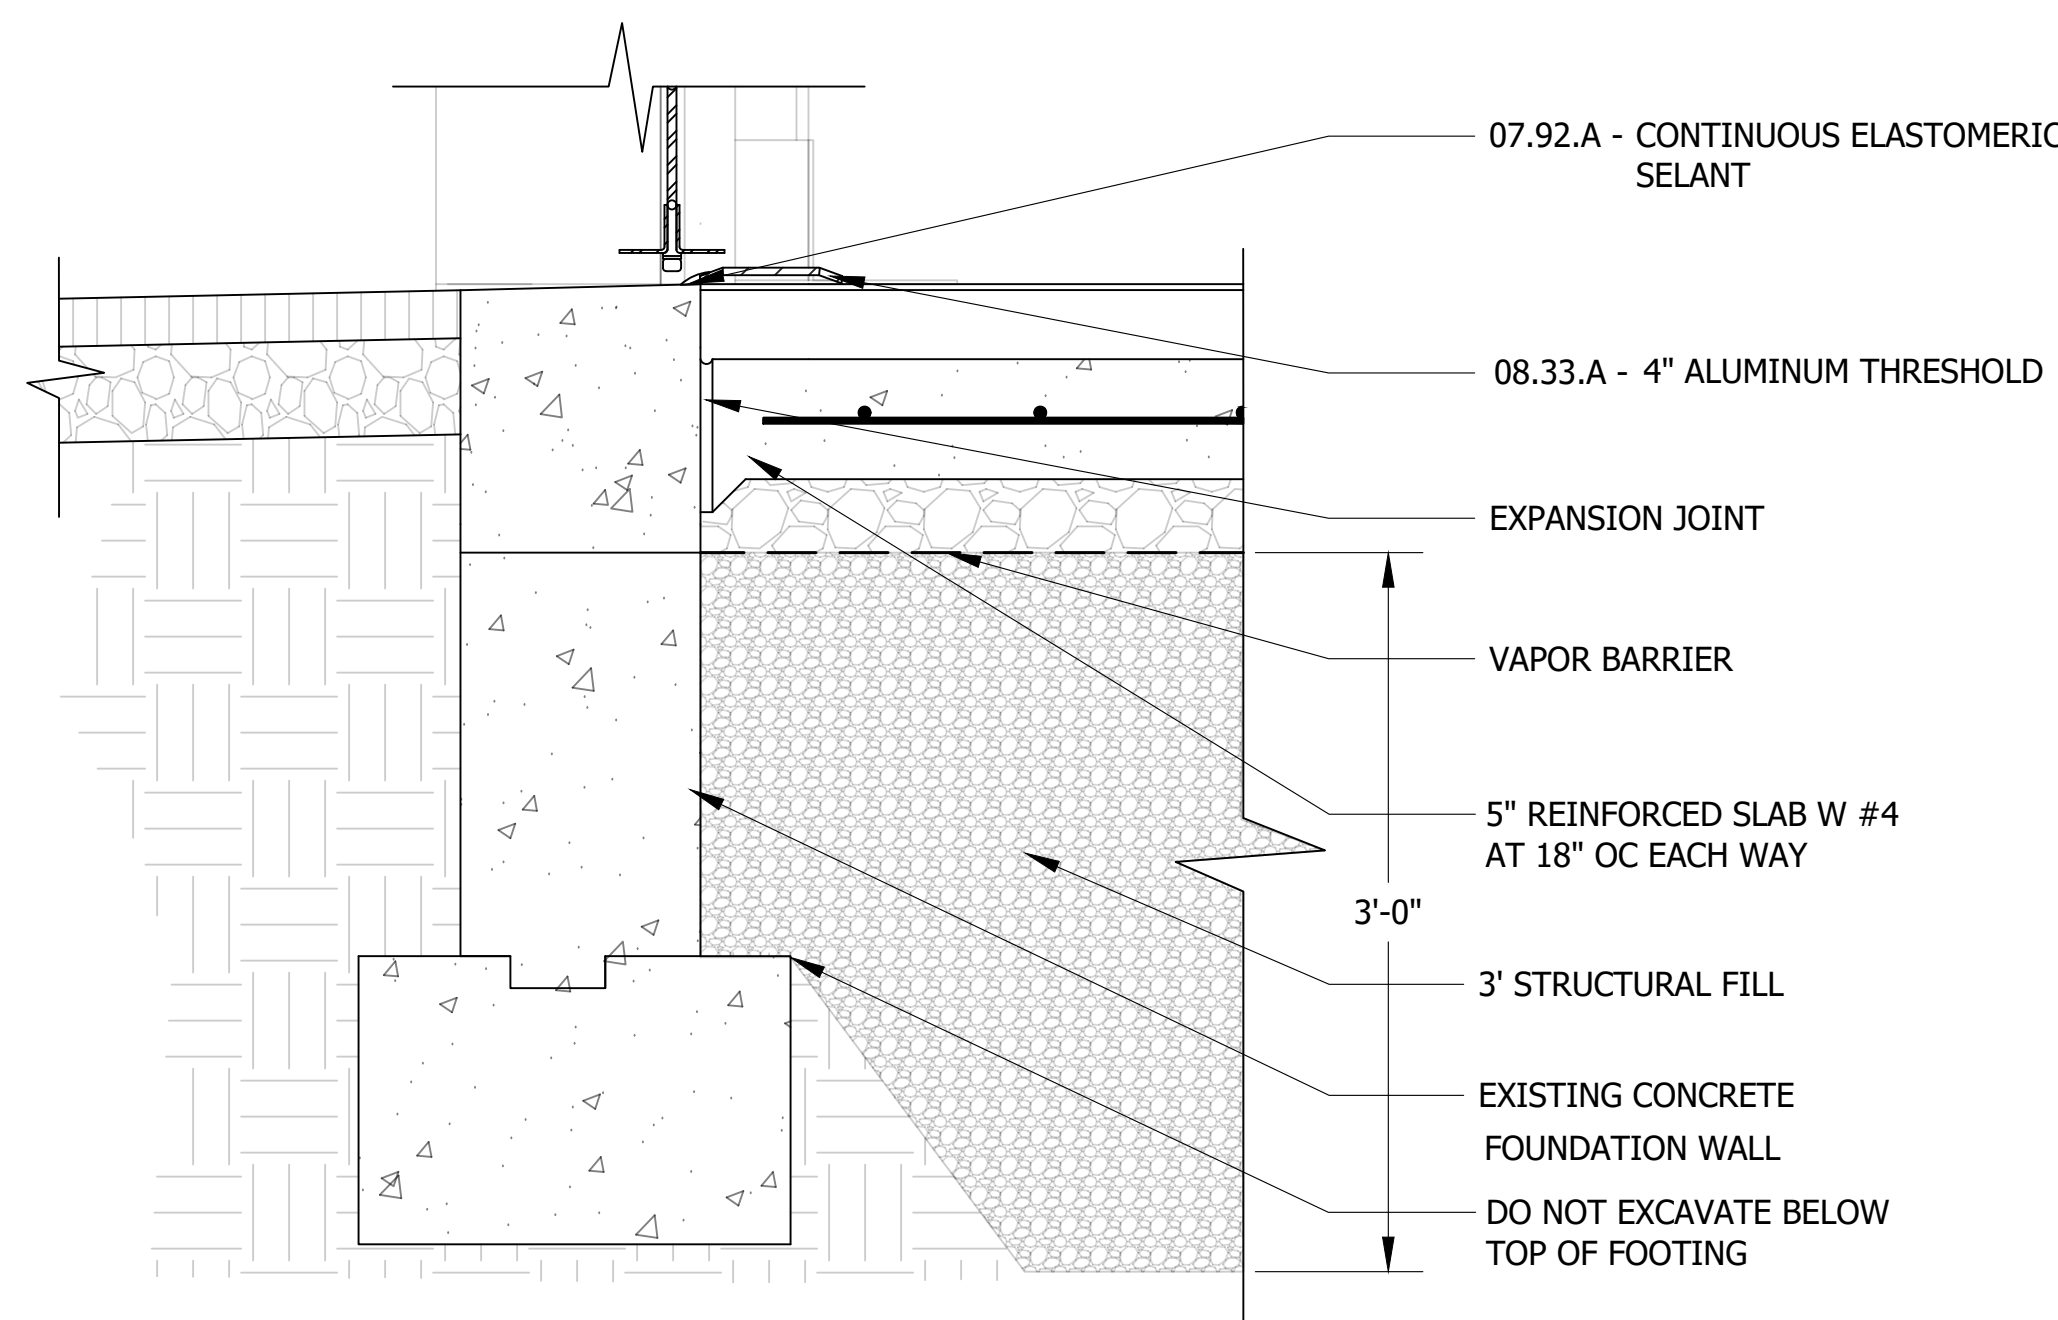 07.92.A - CONTINUOUS ELASTOMERIC
SELANT
08.33.A - 4" ALUMINUM THRESHOLD
EXPANSION JOINT
VAPOR BARRIER
5" REINFORCED SLAB W #4
AT 18" OC EACH WAY
3'-0"
3' STRUCTURAL FILL
EXISTING CONCRETE
FOUNDATION WALL
DO NOT EXCAVATE BELOW
TOP OF FOOTING